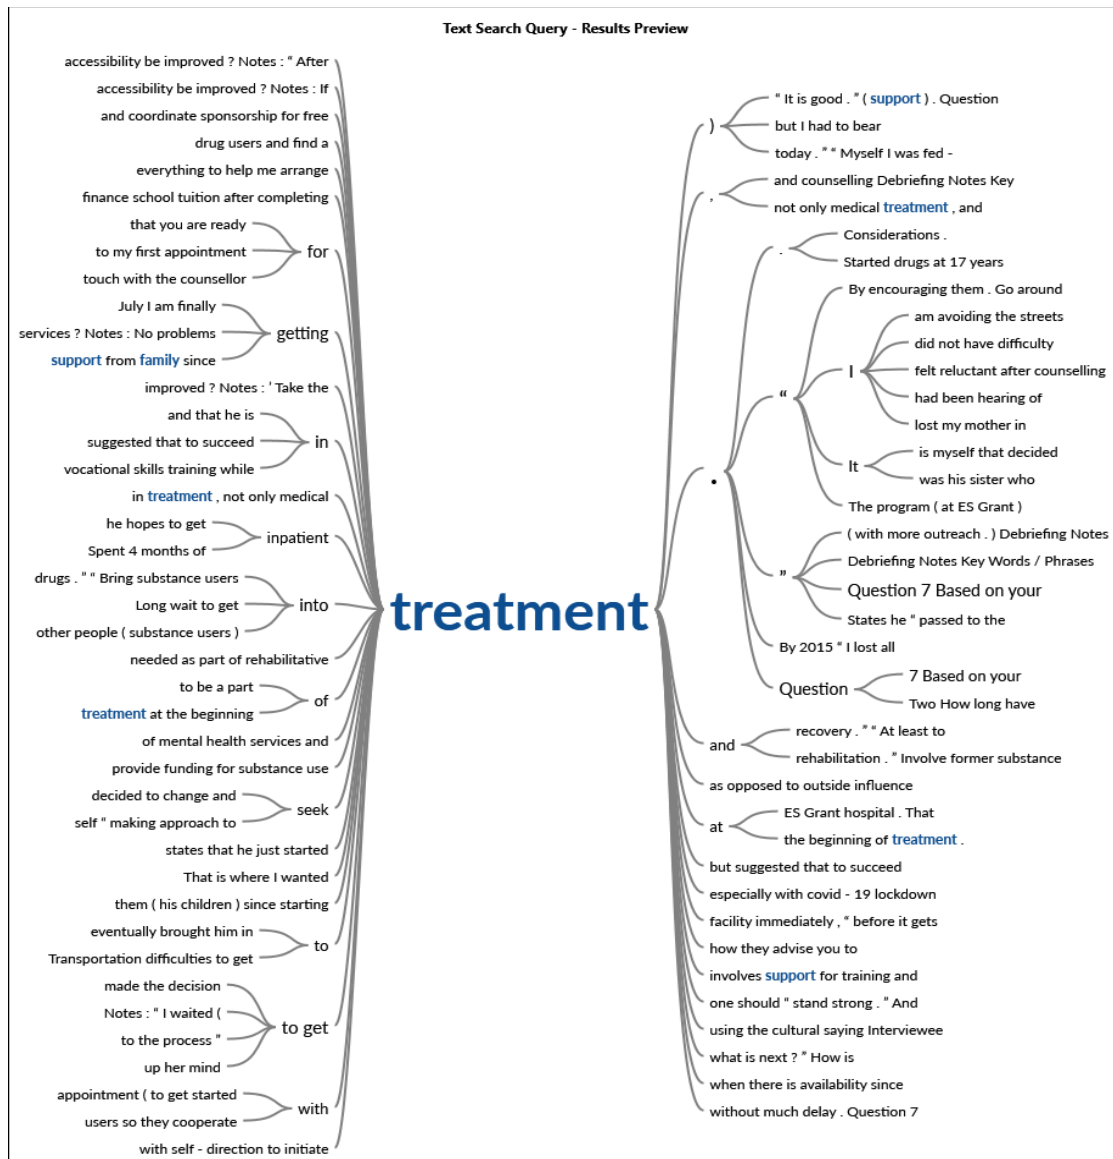 Text Search Query - Results Preview
accessibility be improved ? Notes : “ After
accessibility be improved ? Notes : If
and coordinate sponsorship for free
drug users and find a
everything to help me arrange
finance school tuition after completing
that you are ready
to my first appointment
touch with the counsellor
for
July I am finally
services ? Notes : No problems
support from family since
getting
improved ? Notes : ‘ Take the
and that he is
suggested that to succeed
vocational skills training while
in
in treatment , not only medical
he hopes to get
Spent 4 months of
inpatient
drugs . ” “ Bring substance users
Long wait to get
other people ( substance users )
into
needed as part of rehabilitative
to be a part
treatment at the beginning
of
of mental health services and
provide funding for substance use
decided to change and
self “ making approach to
seek
states that he just started
That is where I wanted
them ( his children ) since starting
eventually brought him in
Transportation difficulties to get
to
made the decision
Notes : “ I waited (
to the process ”
up her mind
to get
appointment ( to get started
users so they cooperate
with
with self - direction to initiate
treatment
)
“ It is good . ” ( support ) . Question
but I had to bear
today . ” “ Myself I was fed -
,
and counselling Debriefing Notes Key
not only medical treatment , and
.
.
Considerations .
Started drugs at 17 years
“
By encouraging them . Go around
I
am avoiding the streets
did not have difficulty
felt reluctant after counselling
had been hearing of
lost my mother in
It
is myself that decided
was his sister who
The program ( at ES Grant )
”
( with more outreach . ) Debriefing Notes
Debriefing Notes Key Words / Phrases
Question 7 Based on your
States he “ passed to the
By 2015 “ I lost all
Question
7 Based on your
Two How long have
and
recovery . ” “ At least to
rehabilitation . ” Involve former substance
as opposed to outside influence
at
ES Grant hospital . That
the beginning of treatment .
but suggested that to succeed
especially with covid - 19 lockdown
facility immediately , “ before it gets
how they advise you to
involves support for training and
one should “ stand strong . ” And
using the cultural saying Interviewee
what is next ? ” How is
when there is availability since
without much delay . Question 7